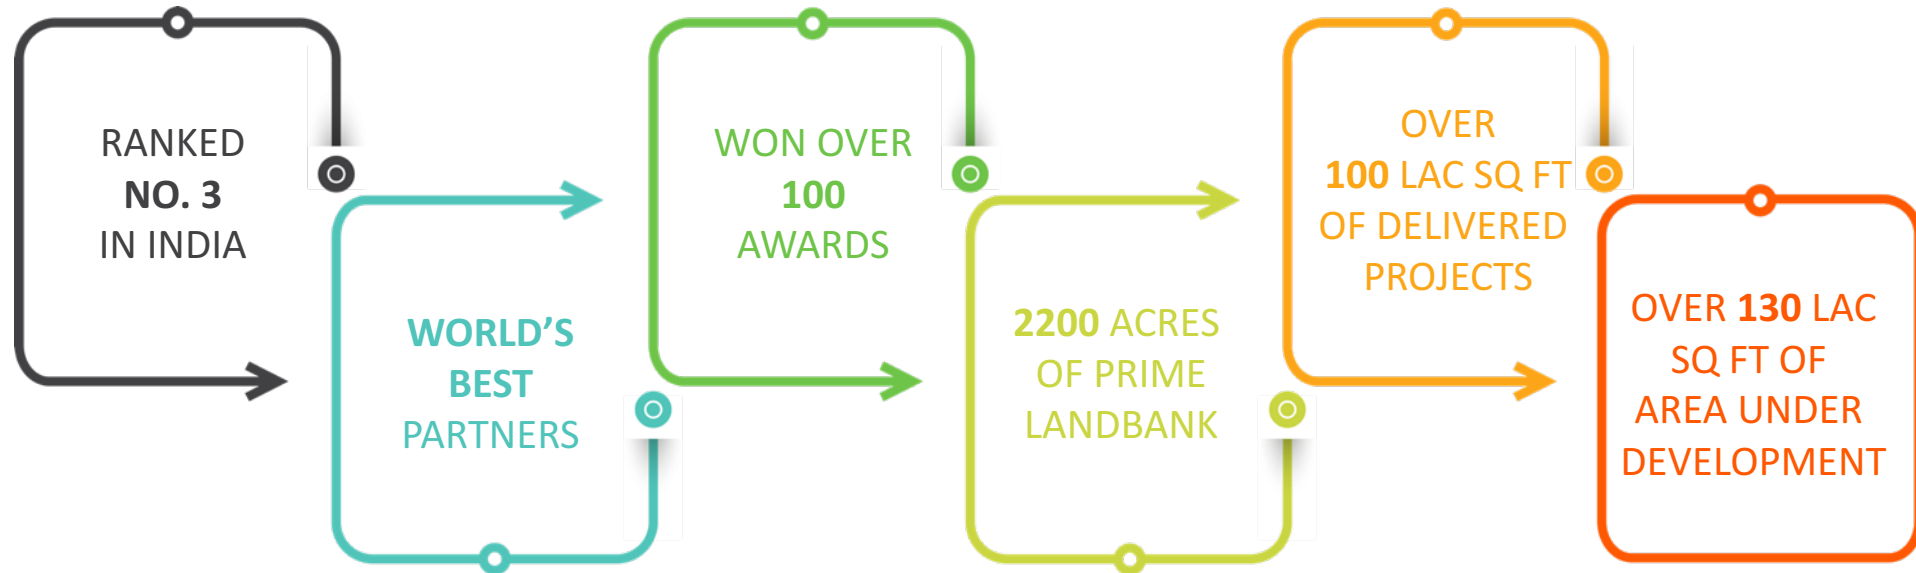 RANKED
NO. 3
IN INDIA
WORLD’S
BEST
PARTNERS
WON OVER
100
AWARDS
2200 ACRES
OF PRIME
LANDBANK
OVER
100 LAC SQ FT
OF DELIVERED
PROJECTS
OVER 130 LAC
SQ FT OF
AREA UNDER
DEVELOPMENT